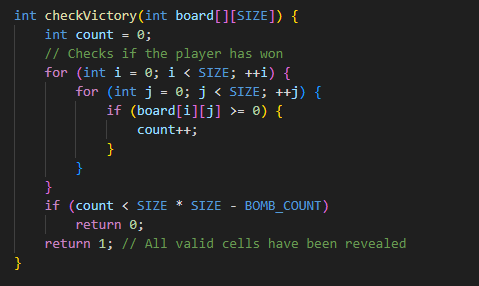 int checkVictory(int board[][SIZE]) {
    int count = 0;
    // Checks if the player has won
    for (int i = 0; i < SIZE; ++i) {
        for (int j = 0; j < SIZE; ++j) {
            if (board[i][j] >= 0) {
                count++;
            }
        }
    }
    if (count < SIZE * SIZE - BOMB_COUNT)
        return 0;
    return 1; // All valid cells have been revealed
}